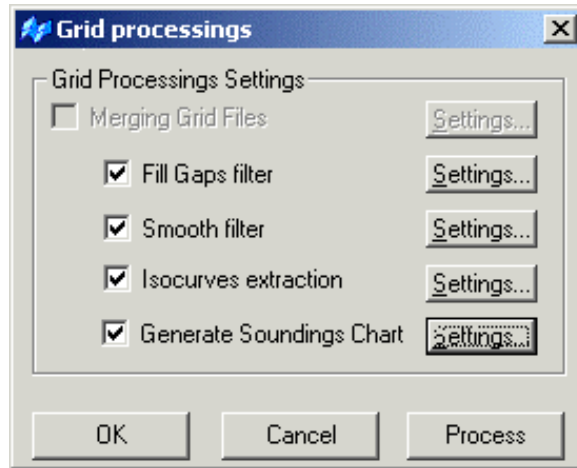 Grid processings
Grid Processings Settings
Merging Grid Files Settings...
Fill Gaps filter Settings...
Smooth filter Settings...
Isocurves extraction Settings...
Generate Soundings Chart Settings...
OK Cancel Process